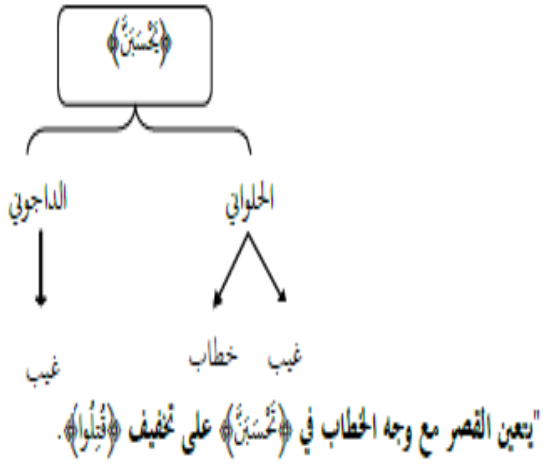 ﴿يَحْسَبَنَّ﴾
الحلواني الداجوني
غيب خطاب غيب
"يتعين القصر مع وجه الخطاب في ﴿تَحْسَبَنَّ﴾ على تخفيف ﴿قُتِلُوا﴾.